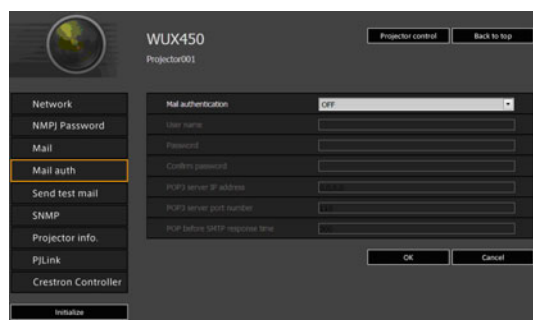 WUX450
Projector001
Projector control
Back to top
Network
NMPJ Password
Mail
Mail auth
Send test mail
SNMP
Projector info.
PJLink
Crestron Controller
Initialize
Mail authentication
OFF
User name
Password
Confirm password
POP3 server IP address
POP3 server port number
POP before SMTP response time
OK
Cancel